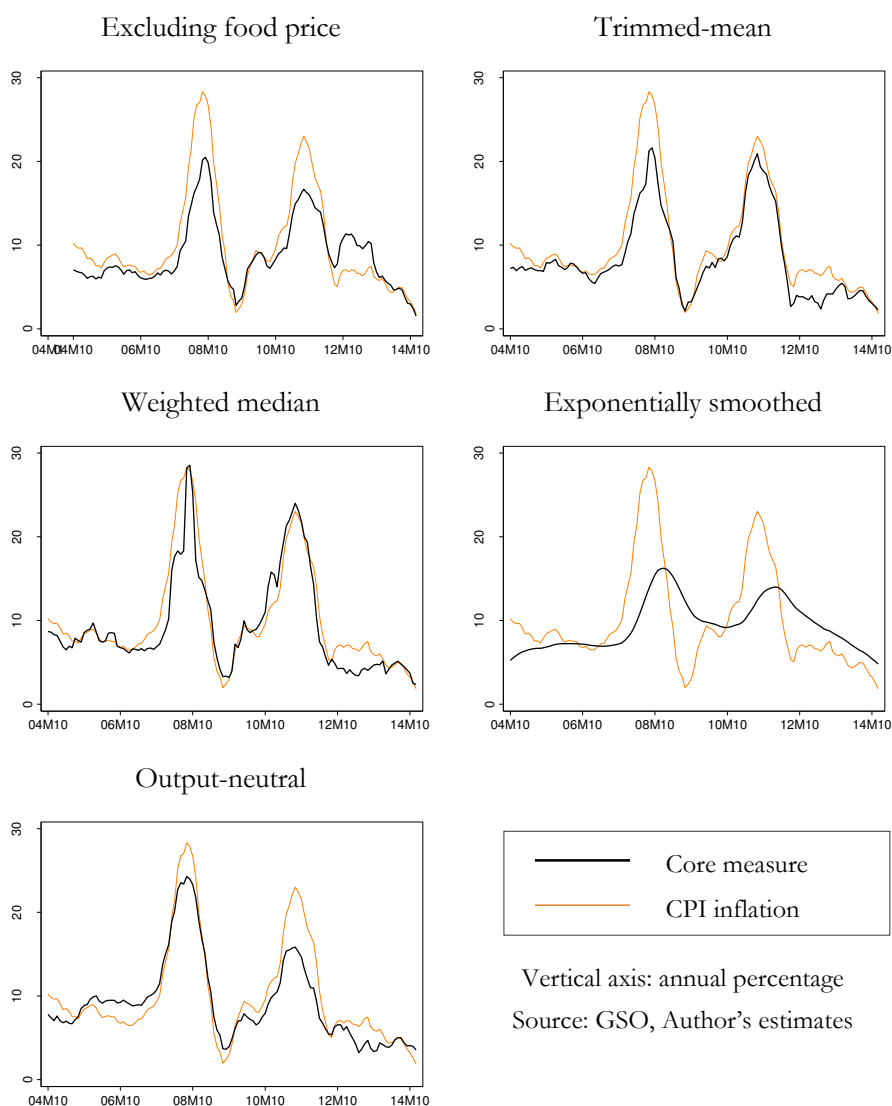 Excluding food price
30
20
10
0
04M10 04M10 06M10 08M10 10M10 12M10 14M10
Trimmed-mean
30
20
10
0
04M10 06M10 08M10 10M10 12M10 14M10
Weighted median
30
20
10
0
04M10 06M10 08M10 10M10 12M10 14M10
Exponentially smoothed
30
20
10
0
04M10 06M10 08M10 10M10 12M10 14M10
Output-neutral
30
20
10
0
04M10 06M10 08M10 10M10 12M10 14M10
Core measure
CPI inflation
Vertical axis: annual percentage
Source: GSO, Author's estimates